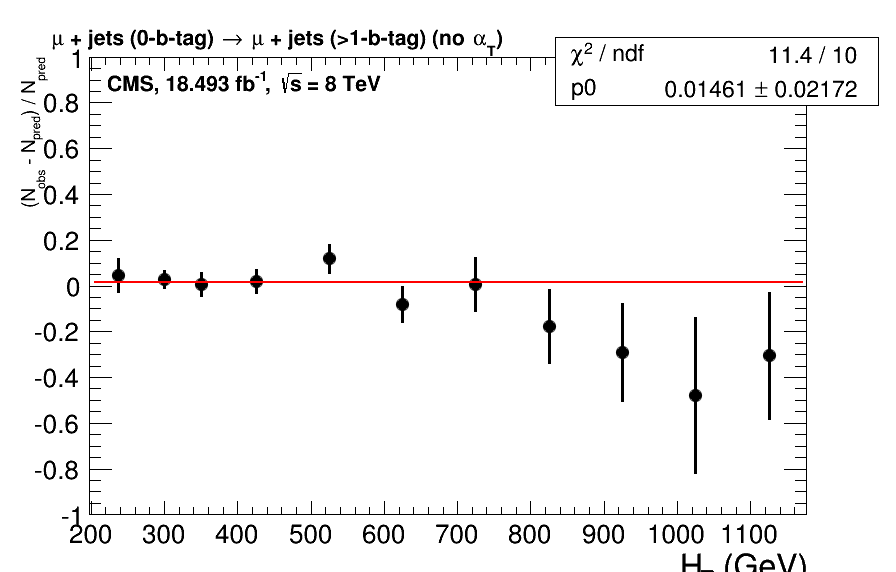 μ + jets (0-b-tag) → μ + jets (>1-b-tag) (no α_T)
χ² / ndf 11.4 / 10
p0 0.01461 ± 0.02172
CMS, 18.493 fb⁻¹, √s = 8 TeV
(N_obs - N_pred) / N_pred
1
0.8
0.6
0.4
0.2
0
-0.2
-0.4
-0.6
-0.8
-1
200 300 400 500 600 700 800 900 1000 1100
(GeV)